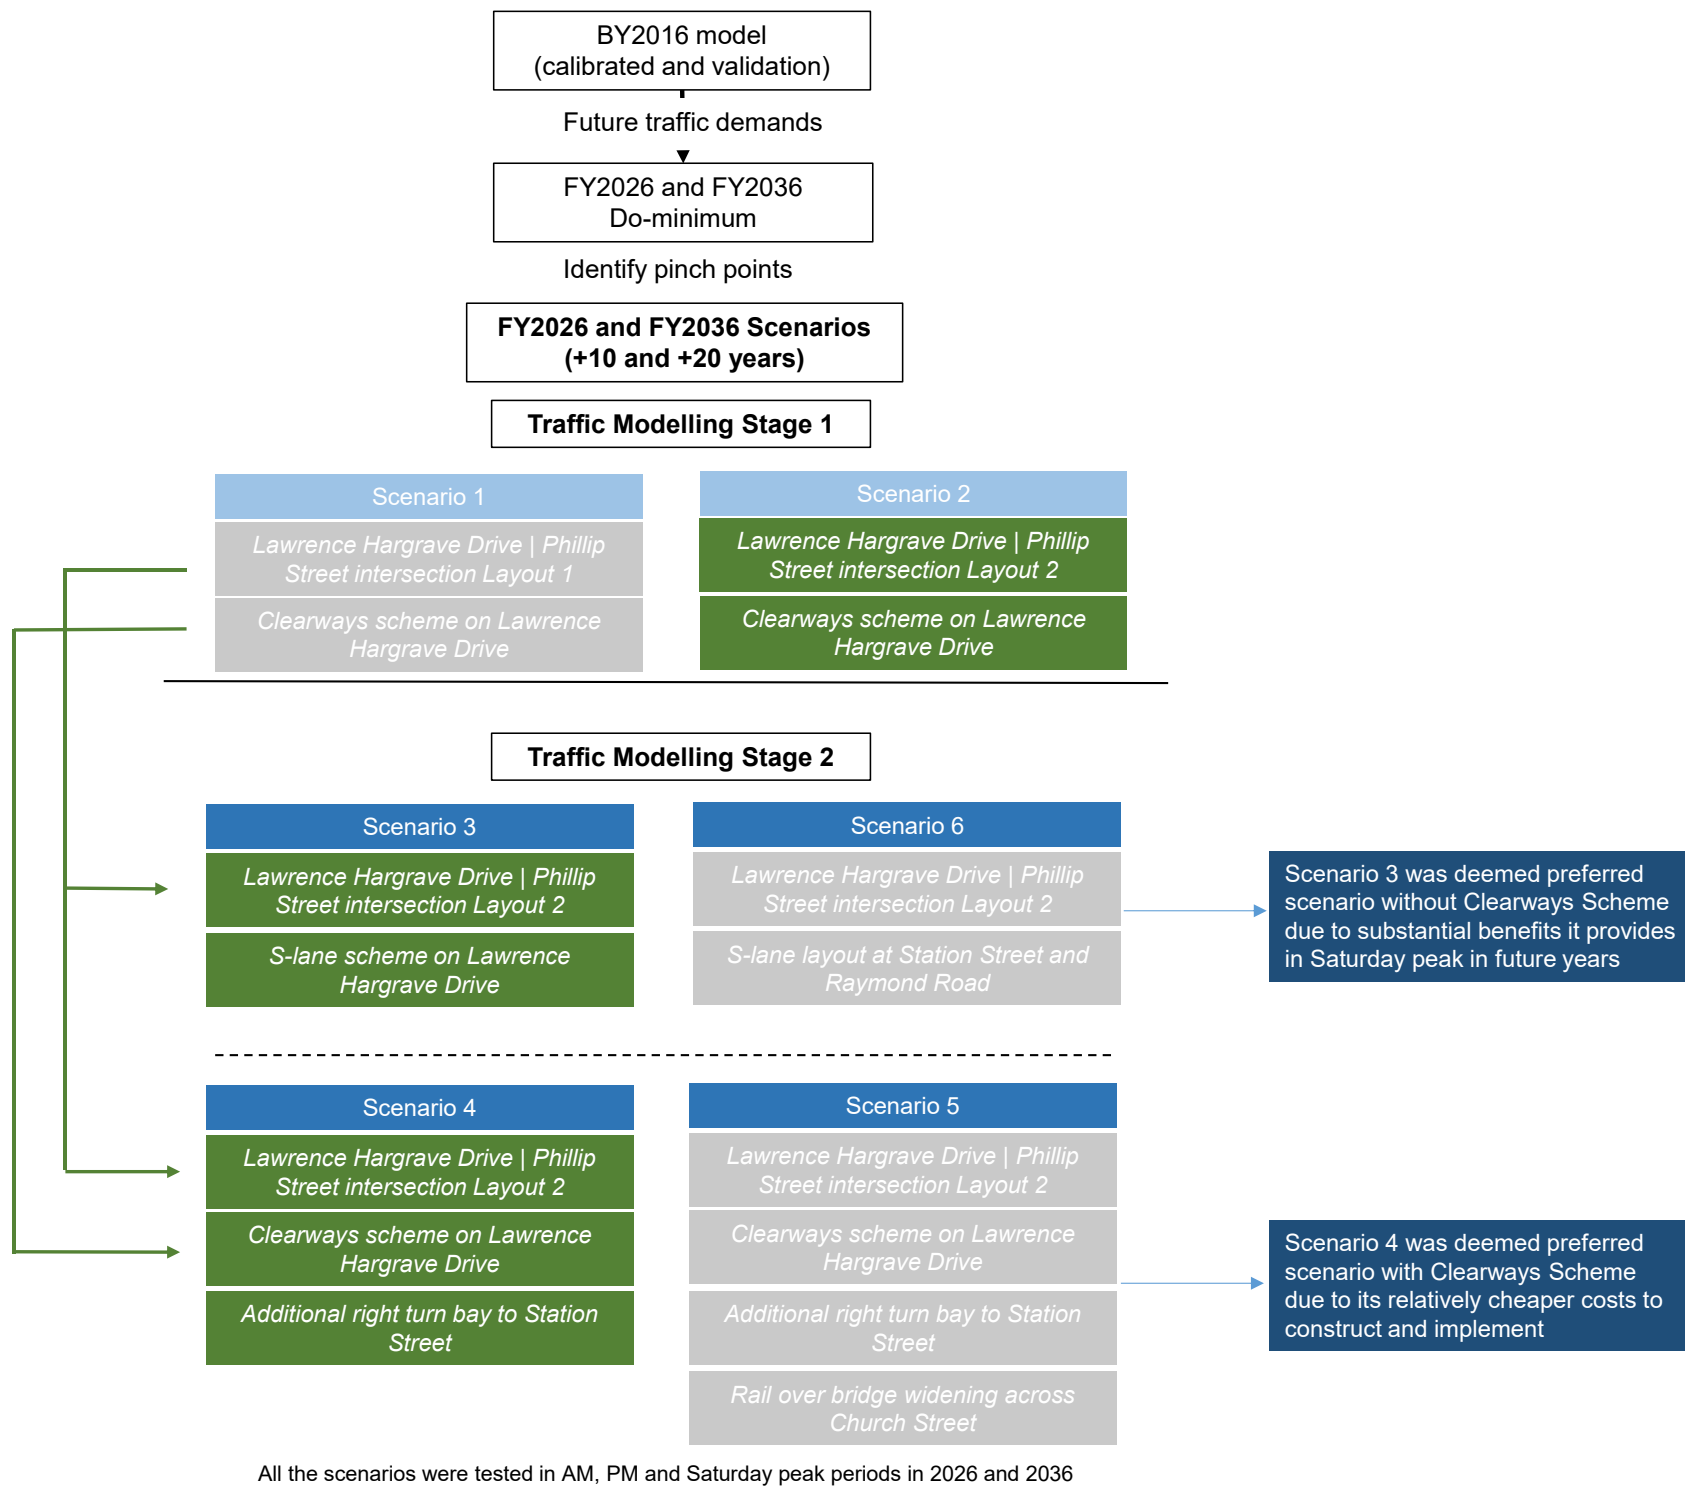 BY2016 model
(calibrated and validation)
Future traffic demands
FY2026 and FY2036
Do-minimum
Identify pinch points
FY2026 and FY2036 Scenarios
(+10 and +20 years)
Traffic Modelling Stage 1
Scenario 1
Lawrence Hargrave Drive | Phillip
Street intersection Layout 1
Clearways scheme on Lawrence
Hargrave Drive
Scenario 2
Lawrence Hargrave Drive | Phillip
Street intersection Layout 2
Clearways scheme on Lawrence
Hargrave Drive
Traffic Modelling Stage 2
Scenario 3
Lawrence Hargrave Drive | Phillip
Street intersection Layout 2
S-lane scheme on Lawrence
Hargrave Drive
Scenario 6
Lawrence Hargrave Drive | Phillip
Street intersection Layout 2
S-lane layout at Station Street and
Raymond Road
Scenario 3 was deemed preferred
scenario without Clearways Scheme
due to substantial benefits it provides
in Saturday peak in future years
Scenario 4
Lawrence Hargrave Drive | Phillip
Street intersection Layout 2
Clearways scheme on Lawrence
Hargrave Drive
Additional right turn bay to Station
Street
Scenario 5
Lawrence Hargrave Drive | Phillip
Street intersection Layout 2
Clearways scheme on Lawrence
Hargrave Drive
Additional right turn bay to Station
Street
Rail over bridge widening across
Church Street
Scenario 4 was deemed preferred
scenario with Clearways Scheme
due to its relatively cheaper costs to
construct and implement
All the scenarios were tested in AM, PM and Saturday peak periods in 2026 and 2036